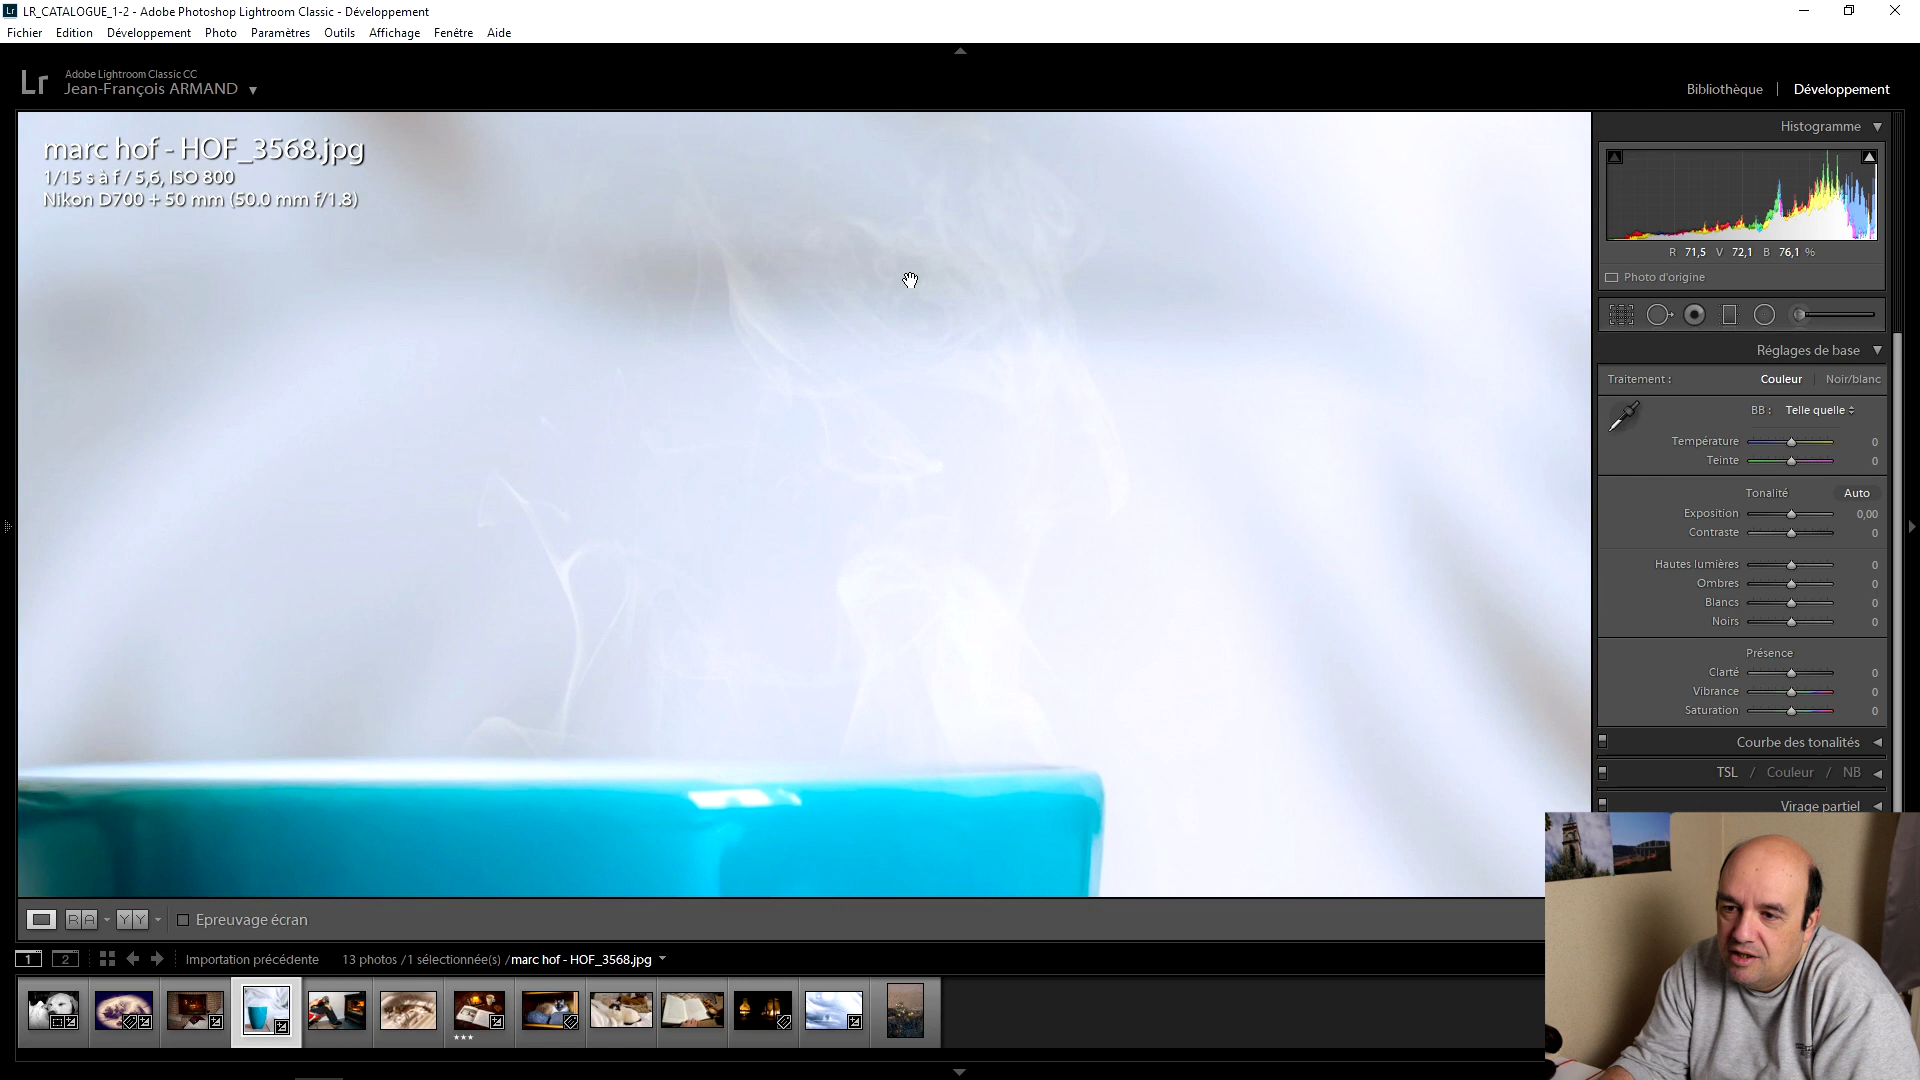 Lr LR_CATALOGUE_1-2 - Adobe Photoshop Lightroom Classic - Développement
Fichier Edition Développement Photo Paramètres Outils Affichage Fenêtre Aide
Lr
Adobe Lightroom Classic CC
Jean-François ARMAND
Bibliothèque | Développement
marc hof - HOF_3568.jpg
1/15 s à f / 5,6, ISO 800
Nikon D700 + 50 mm (50.0 mm f/1.8)
Histogramme
R 71,5 V 72,1 B 76,1 %
Photo d'origine
Réglages de base
Traitement : Couleur | Noir/blanc
BB : Telle quelle
Température 0
Teinte 0
Tonalité Auto
Exposition 0,00
Contraste 0
Hautes lumières 0
Ombres 0
Blancs 0
Noirs 0
Présence
Clarté 0
Vibrance 0
Saturation 0
Courbe des tonalités
TSL / Couleur / NB
Virage partiel
R A Y Y Epreuvage écran
1 2 Importation précédente 13 photos /1 sélectionnée(s) /marc hof - HOF_3568.jpg